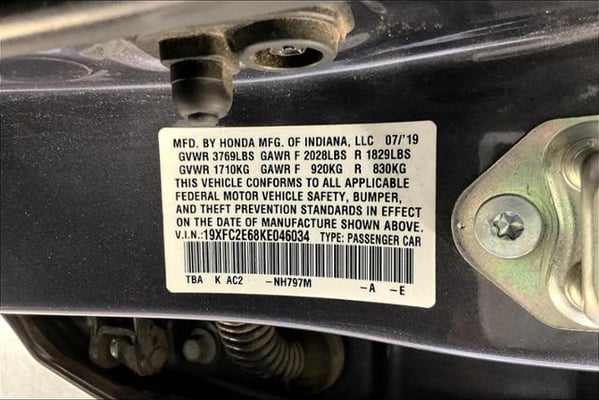 MFD. BY HONDA MFG. OF INDIANA, LLC 07/'19
GVWR 3769LBS GAWR F 2028LBS R 1829LBS
GVWR 1710KG GAWR F 920KG R 830KG
THIS VEHICLE CONFORMS TO ALL APPLICABLE
FEDERAL MOTOR VEHICLE SAFETY, BUMPER,
AND THEFT PREVENTION STANDARDS IN EFFECT
ON THE DATE OF MANUFACTURE SHOWN ABOVE.
V.I.N.:19XFC2E68KE046034 TYPE: PASSENGER CAR
TBA K AC2 -NH797M -A -E